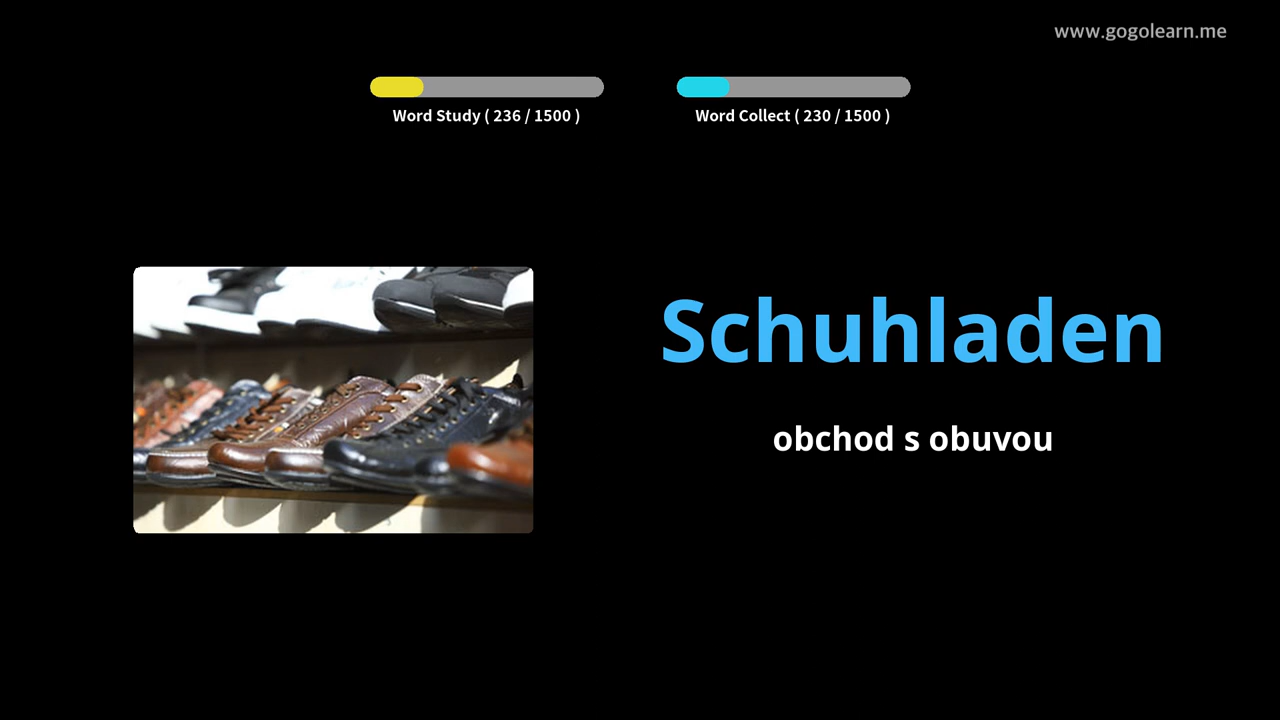 www.gogolearn.me
Word Study ( 236 / 1500 )
Word Collect ( 230 / 1500 )
Schuhladen
obchod s obuvou